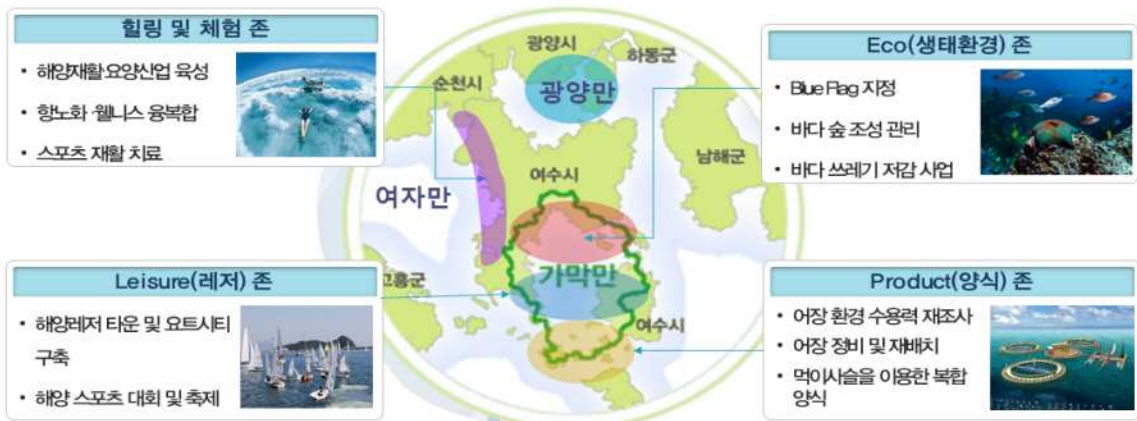 힐링 및 체험 존
• 해양재활·요양산업 육성
• 항노화·웰니스 융복합
• 스포츠 재활 치료
광양시
하동군
순천시
광양만
남해군
여수시
여자만
가막만
고흥군
여수시
Eco(생태환경) 존
• Blue Flag 지정
• 바다 숲 조성 관리
• 바다 쓰레기 저감 사업
Leisure(레저) 존
• 해양레저 타운 및 요트시티
구축
• 해양 스포츠 대회 및 축제
Product(양식) 존
• 어장 환경 수용력 재조사
• 어장 정비 및 재배치
• 먹이사슬을 이용한 복합
양식